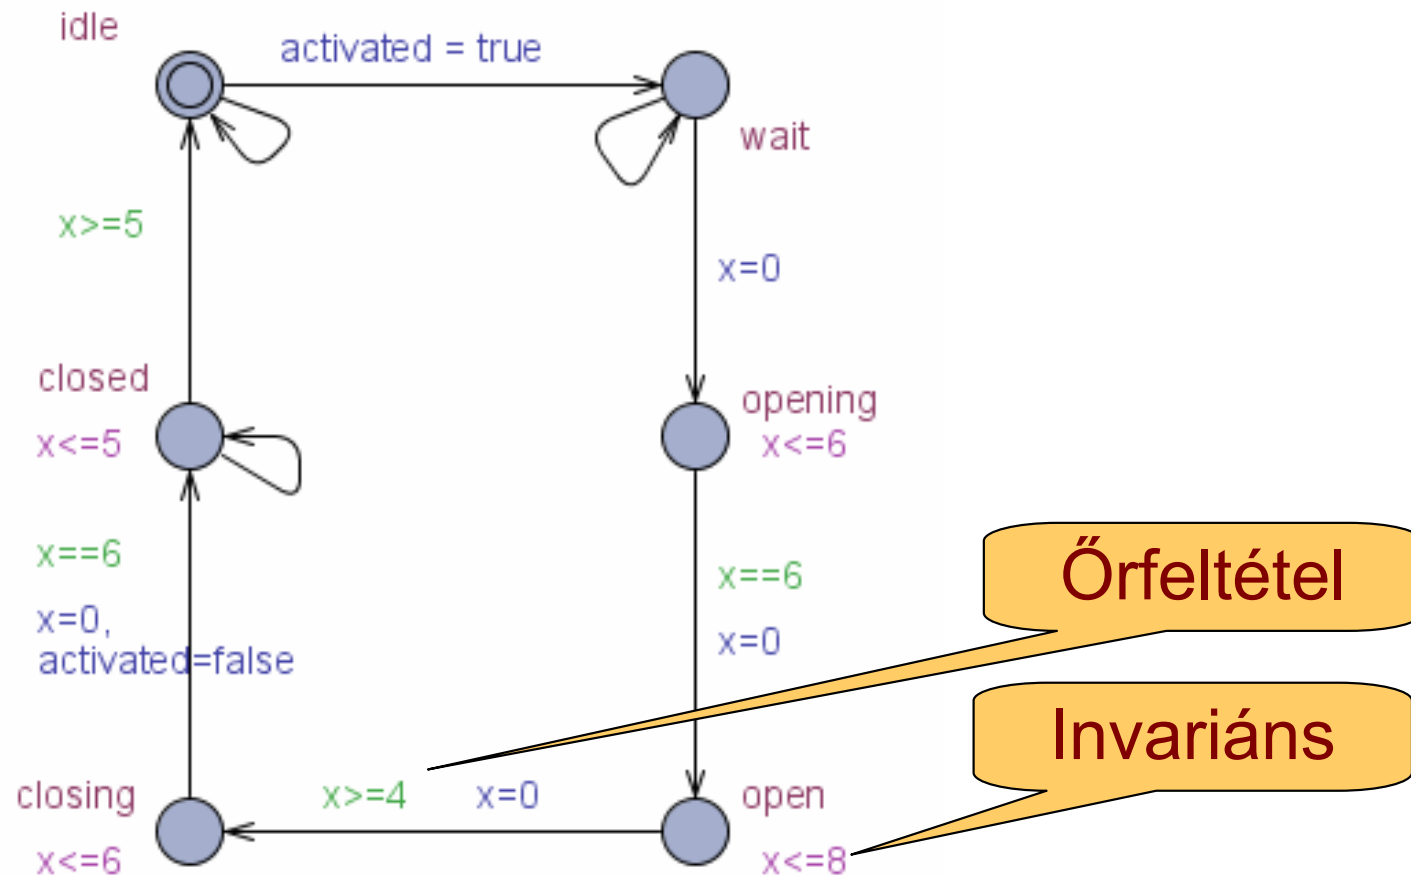 idle
activated = true
wait
x>=5
x=0
closed
x<=5
opening
x<=6
x==6
x=0,
activated=false
x==6
x=0
Őrfeltétel
Invariáns
closing
x<=6
x>=4 x=0
open
x<=8